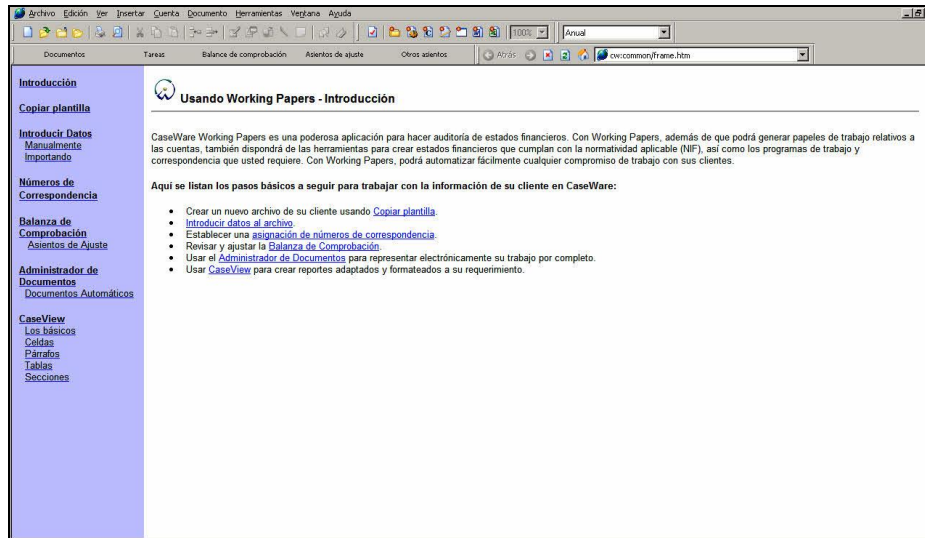 Archivo Edición Ver Insertar Cuenta Documento Herramientas Ventana Ayuda
100% Anual
Documentos Tareas Balance de comprobación Asientos de ajuste Otros asientos Atrás cw:common/frame.htm
Introducción
Copiar plantilla
Introducir Datos
Manualmente
Importando
Números de
Correspondencia
Balanza de
Comprobación
Asientos de Ajuste
Administrador de
Documentos
Documentos Automáticos
CaseView
Los básicos
Celdas
Párrafos
Tablas
Secciones
Usando Working Papers - Introducción
CaseWare Working Papers es una poderosa aplicación para hacer auditoría de estados financieros. Con Working Papers, además de que podrá generar papeles de trabajo relativos a
las cuentas, también dispondrá de las herramientas para crear estados financieros que cumplan con la normatividad aplicable (NIF), así como los programas de trabajo y
correspondencia que usted requiere. Con Working Papers, podrá automatizar fácilmente cualquier compromiso de trabajo con sus clientes.
Aquí se listan los pasos básicos a seguir para trabajar con la información de su cliente en CaseWare:
• Crear un nuevo archivo de su cliente usando Copiar plantilla.
• Introducir datos al archivo.
• Establecer una asignación de números de correspondencia.
• Revisar y ajustar la Balanza de Comprobación.
• Usar el Administrador de Documentos para representar electrónicamente su trabajo por completo.
• Usar CaseView para crear reportes adaptados y formateados a su requerimiento.